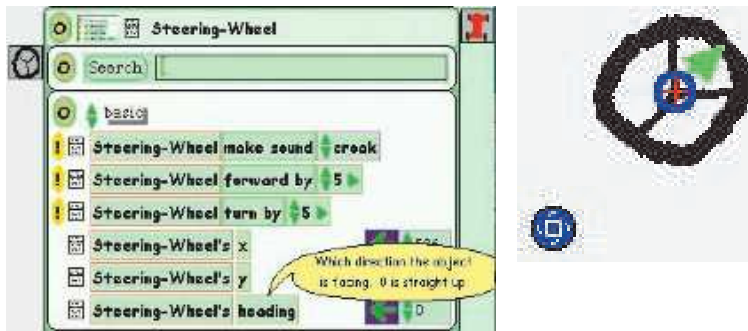 Steering-Wheel
Search
basic
! Steering-Wheel make sound croak
! Steering-Wheel forward by 5
! Steering-Wheel turn by 5
Steering-Wheel's x
Which direction the object
is facing. 0 is straight up
Steering-Wheel's y
Steering-Wheel's heading 0